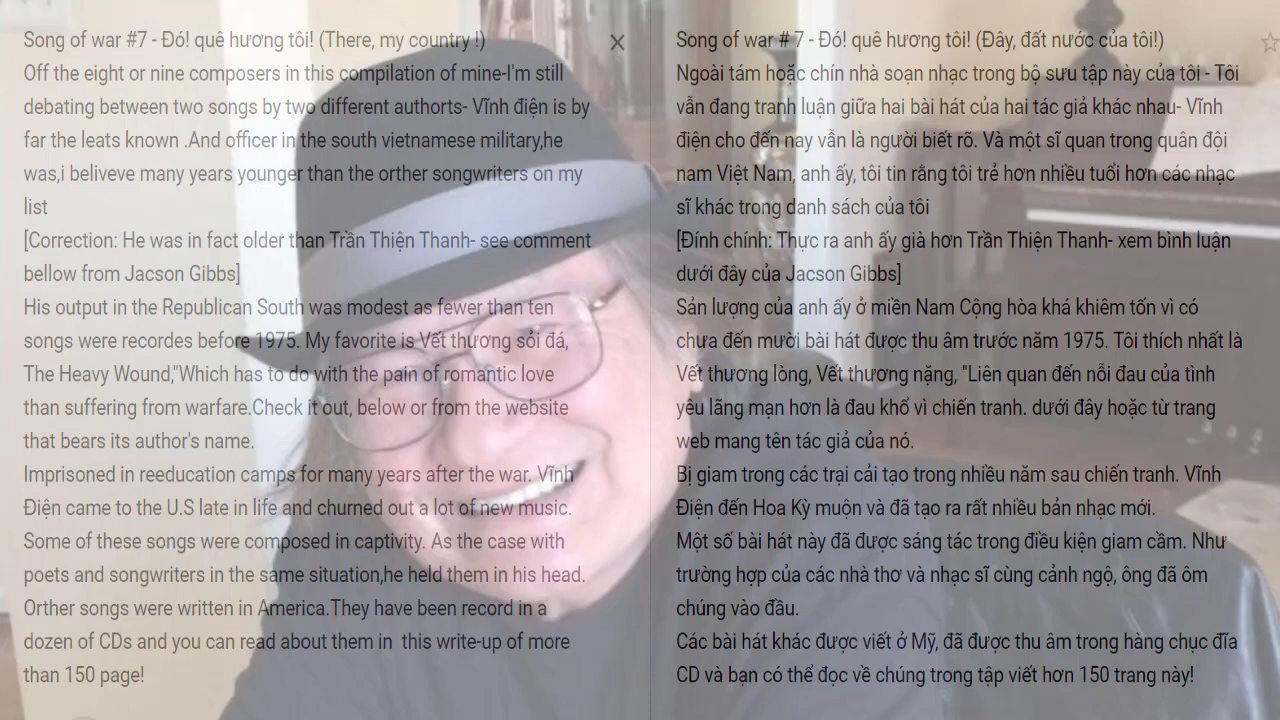 Song of war #7 - Đó! quê hương tôi! (There, my country !)
Off the eight or nine composers in this compilation of mine-I'm still
debating between two songs by two different authorts- Vĩnh điện is by
far the leats known .And officer in the south vietnamese military,he
was,i beliveve many years younger than the orther songwriters on my
list
[Correction: He was in fact older than Trần Thiện Thanh- see comment
bellow from Jacson Gibbs]
His output in the Republican South was modest as fewer than ten
songs were recordes before 1975. My favorite is Vết thương sỏi đá,
The Heavy Wound,"Which has to do with the pain of romantic love
than suffering from warfare.Check it out, below or from the website
that bears its author's name.
Imprisoned in reeducation camps for many years after the war. Vĩnh
Điện came to the U.S late in life and churned out a lot of new music.
Some of these songs were composed in captivity. As the case with
poets and songwriters in the same situation,he held them in his head.
Orther songs were written in America.They have been record in a
dozen of CDs and you can read about them in this write-up of more
than 150 page!
Song of war # 7 - Đó! quê hương tôi! (Đây, đất nước của tôi!)
Ngoài tám hoặc chín nhà soạn nhạc trong bộ sưu tập này của tôi - Tôi
vẫn đang tranh luận giữa hai bài hát của hai tác giả khác nhau- Vĩnh
điện cho đến nay vẫn là người biết rõ. Và một sĩ quan trong quân đội
nam Việt Nam, anh ấy, tôi tin rằng tôi trẻ hơn nhiều tuổi hơn các nhạc
sĩ khác trong danh sách của tôi
[Đính chính: Thực ra anh ấy già hơn Trần Thiện Thanh- xem bình luận
dưới đây của Jacson Gibbs]
Sản lượng của anh ấy ở miền Nam Cộng hòa khá khiêm tốn vì có
chưa đến mười bài hát được thu âm trước năm 1975. Tôi thích nhất là
Vết thương lòng, Vết thương nặng, "Liên quan đến nỗi đau của tình
yêu lãng mạn hơn là đau khổ vì chiến tranh. dưới đây hoặc từ trang
web mang tên tác giả của nó.
Bị giam trong các trại cải tạo trong nhiều năm sau chiến tranh. Vĩnh
Điện đến Hoa Kỳ muộn và đã tạo ra rất nhiều bản nhạc mới.
Một số bài hát này đã được sáng tác trong điều kiện giam cầm. Như
trường hợp của các nhà thơ và nhạc sĩ cùng cảnh ngộ, ông đã ôm
chúng vào đầu.
Các bài hát khác được viết ở Mỹ, đã được thu âm trong hàng chục đĩa
CD và bạn có thể đọc về chúng trong tập viết hơn 150 trang này!